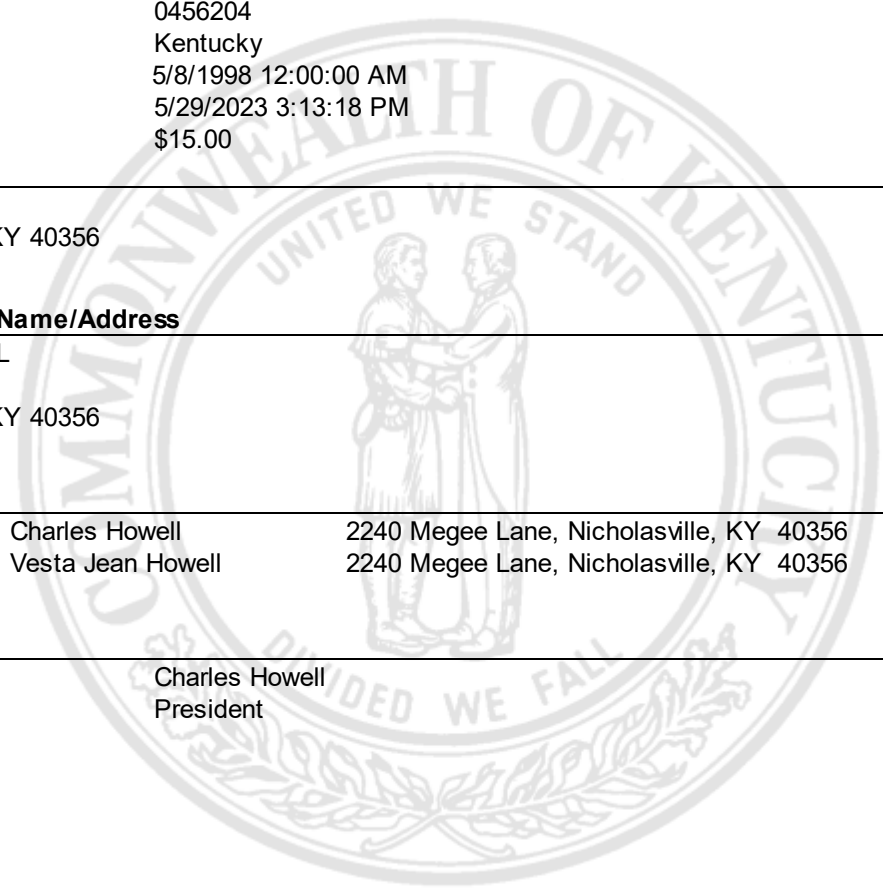 0456204
Kentucky
5/8/1998 12:00:00 AM
5/29/2023 3:13:18 PM
$15.00
KY 40356
Name/Address
L
KY 40356
Charles Howell 2240 Megee Lane, Nicholasville, KY 40356
Vesta Jean Howell 2240 Megee Lane, Nicholasville, KY 40356
Charles Howell
President
COMMONWEALTH OF KENTUCKY
UNITED WE STAND
DIVIDED WE FALL